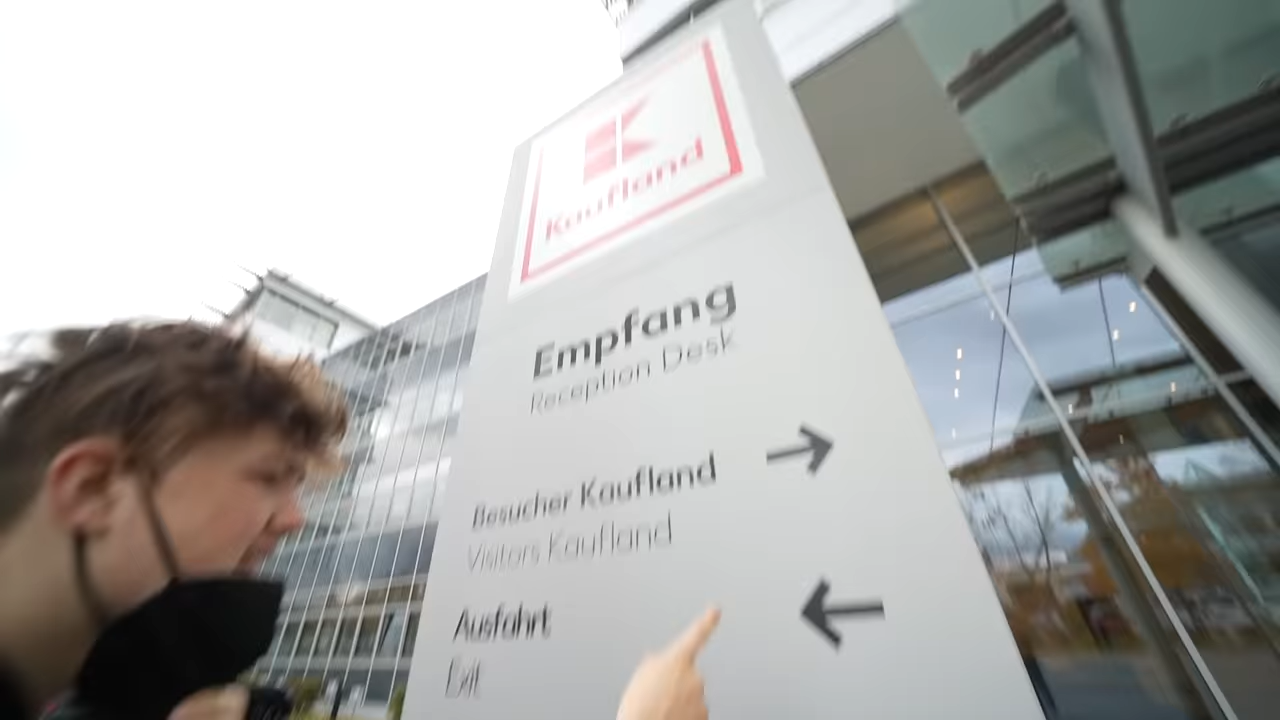 Kaufland
Empfang
Reception Desk
Besucher Kaufland
Visitors Kaufland
Ausfahrt
Exit